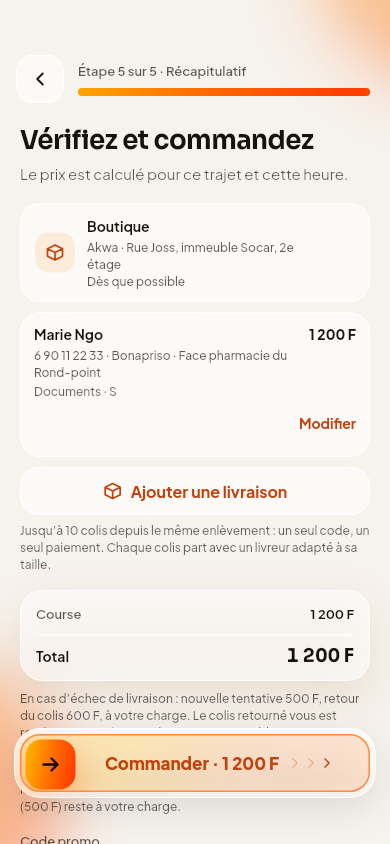 Étape 5 sur 5 · Récapitulatif
Vérifiez et commandez
Le prix est calculé pour ce trajet et cette heure.
Boutique
Akwa · Rue Joss, immeuble Socar, 2e
étage
Dès que possible
Marie Ngo
1 200 F
6 90 11 22 33 · Bonapriso · Face pharmacie du
Rond-point
Documents · S
Modifier
Ajouter une livraison
Jusqu'à 10 colis depuis le même enlèvement : un seul code, un
seul paiement. Chaque colis part avec un livreur adapté à sa
taille.
Course
1 200 F
Total
1 200 F
En cas d'échec de livraison : nouvelle tentative 500 F, retour
du colis 600 F, à votre charge. Le colis retourné vous est
Commander · 1 200 F
(500 F) reste à votre charge.
Code promo